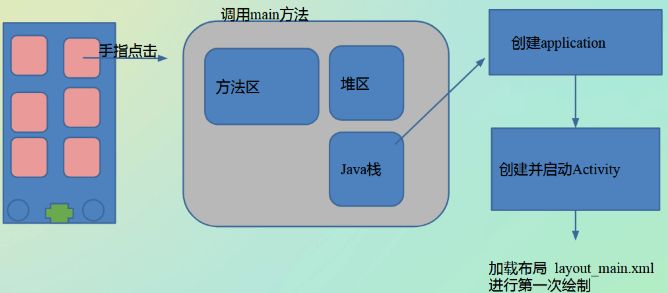 调用main方法
手指点击
方法区
堆区
Java栈
创建application
创建并启动Activity
加载布局 layout_main.xml
进行第一次绘制